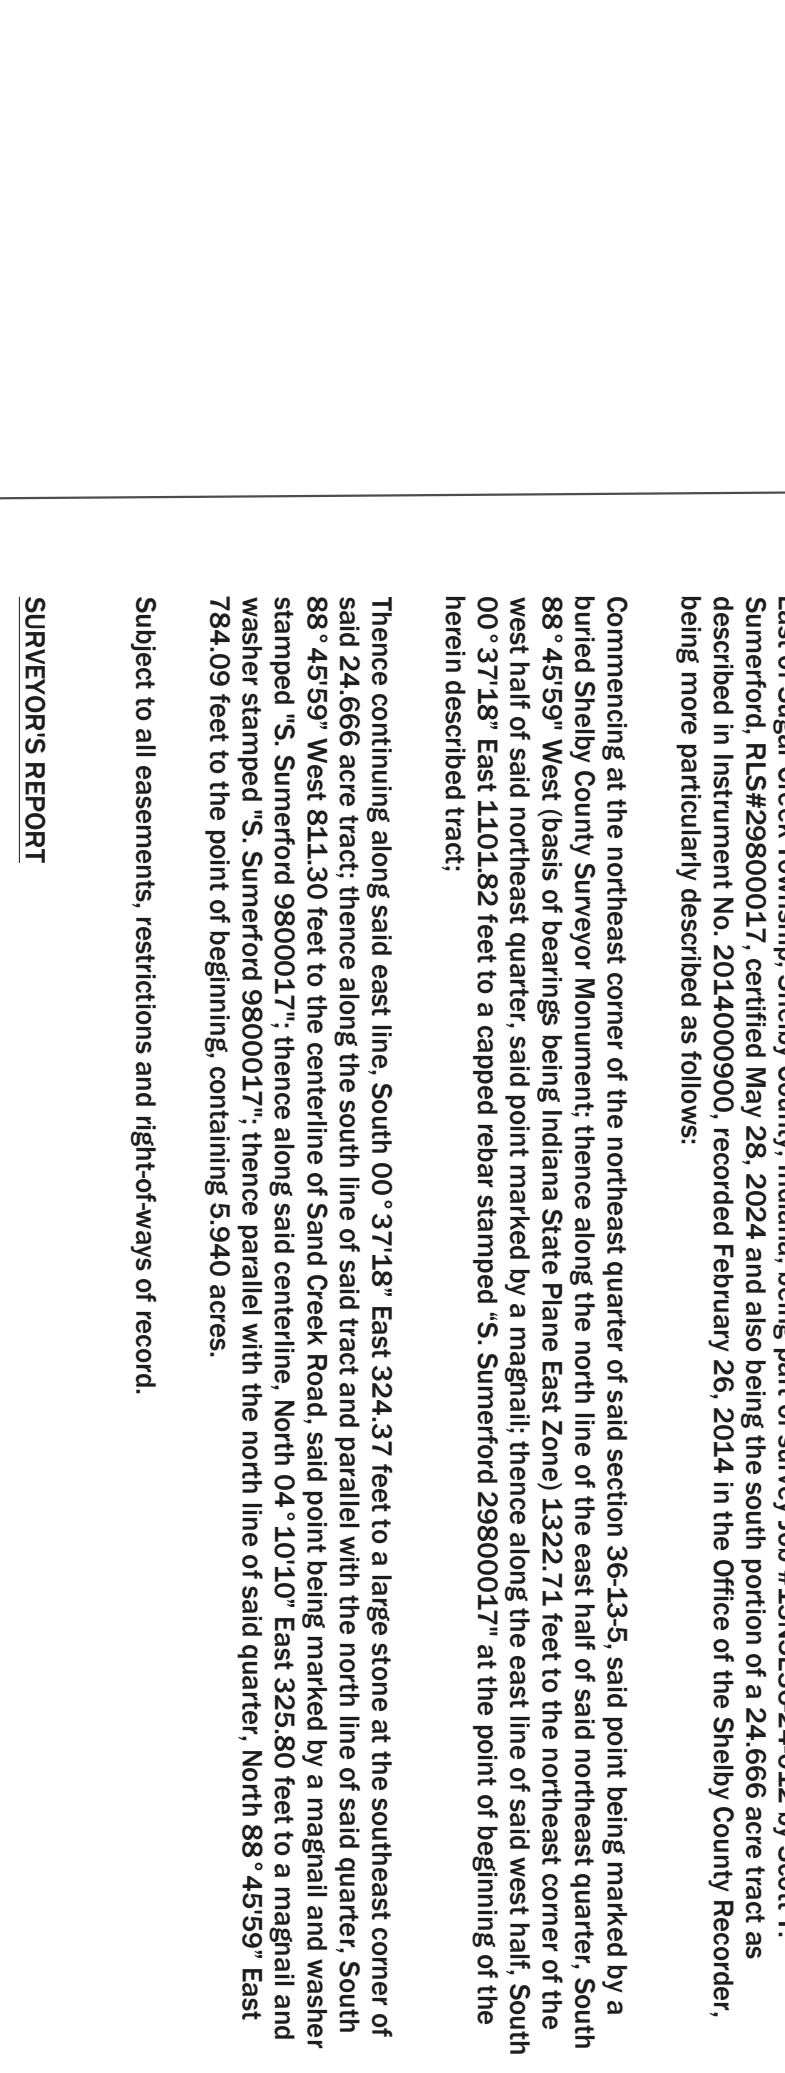 Sumerford, RLS#29800017, certified May 28, 2024 and also being the south portion of a 24.666 acre tract as
described in Instrument No. 2014000900, recorded February 26, 2014 in the Office of the Shelby County Recorder,
being more particularly described as follows:
Commencing at the northeast corner of the northeast quarter of said section 36-13-5, said point being marked by a
buried Shelby County Surveyor Monument; thence along the north line of the east half of said northeast quarter, South
88°45'59" West (basis of bearings being Indiana State Plane East Zone) 1322.71 feet to the northeast corner of the
west half of said northeast quarter, said point marked by a magnail; thence along the east line of said west half, South
00°37'18” East 1101.82 feet to a capped rebar stamped “S. Sumerford 29800017" at the point of beginning of the
herein described tract;
Thence continuing along said east line, South 00°37'18” East 324.37 feet to a large stone at the southeast corner of
said 24.666 acre tract; thence along the south line of said tract and parallel with the north line of said quarter, South
88°45'59” West 811.30 feet to the centerline of Sand Creek Road, said point being marked by a magnail and washer
stamped "S. Sumerford 9800017"; thence along said centerline, North 04°10'10” East 325.80 feet to a magnail and
washer stamped "S. Sumerford 9800017"; thence parallel with the north line of said quarter, North 88°45'59” East
784.09 feet to the point of beginning, containing 5.940 acres.
Subject to all easements, restrictions and right-of-ways of record.
SURVEYOR'S REPORT